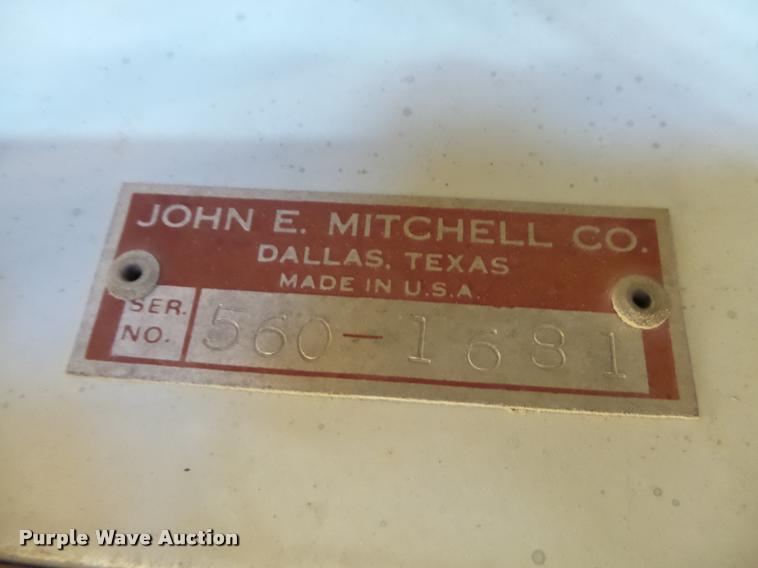 JOHN E. MITCHELL CO.
DALLAS, TEXAS
MADE IN U.S.A.
SER. NO. 560-1681
Purple Wave Auction